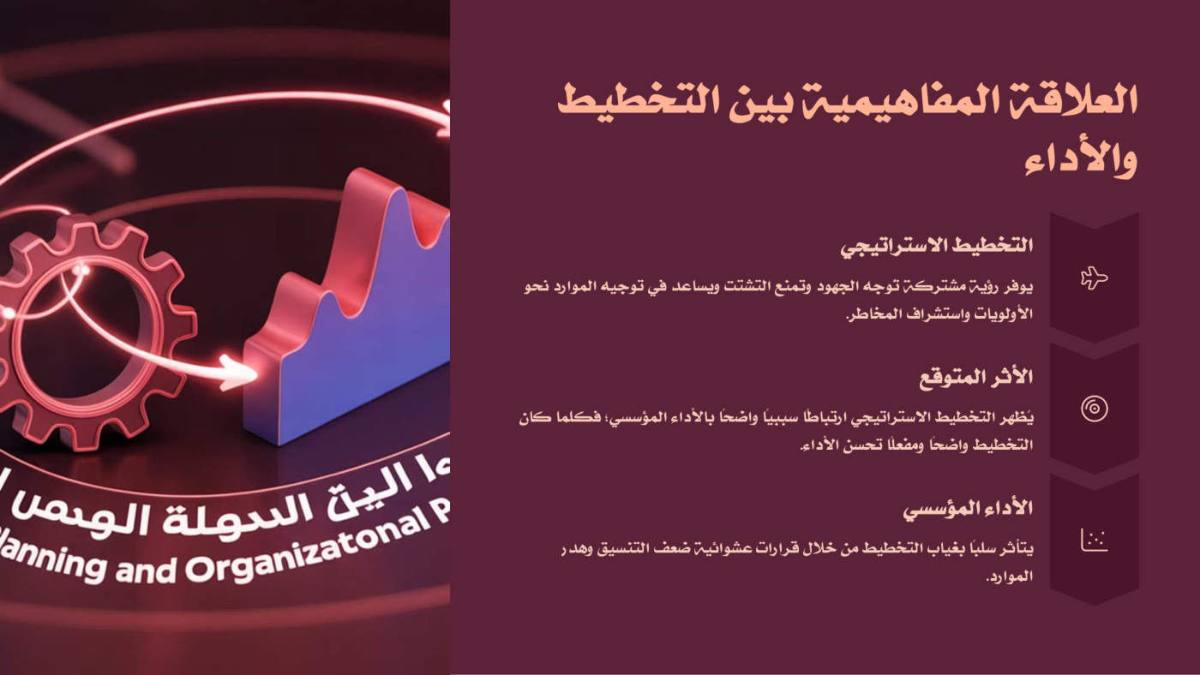 العلاقة المفاهيمية بين التخطيط
والأداء
التخطيط الاستراتيجي
يوفر رؤية مشتركة توجه الجهود وتمنع التشتت ويساعد في توجيه الموارد نحو
الأولويات واستشراف المخاطر.
الأثر المتوقع
يُظهر التخطيط الاستراتيجي ارتباطًا سببيًا واضحًا بالأداء المؤسسي؛ فكلما كان
التخطيط واضحًا ومفعلًا تحسن الأداء.
الأداء المؤسسي
يتأثر سلبًا بغياب التخطيط من خلال قرارات عشوائية ضعف التنسيق وهدر
الموارد.
lanning and Organizatonal P